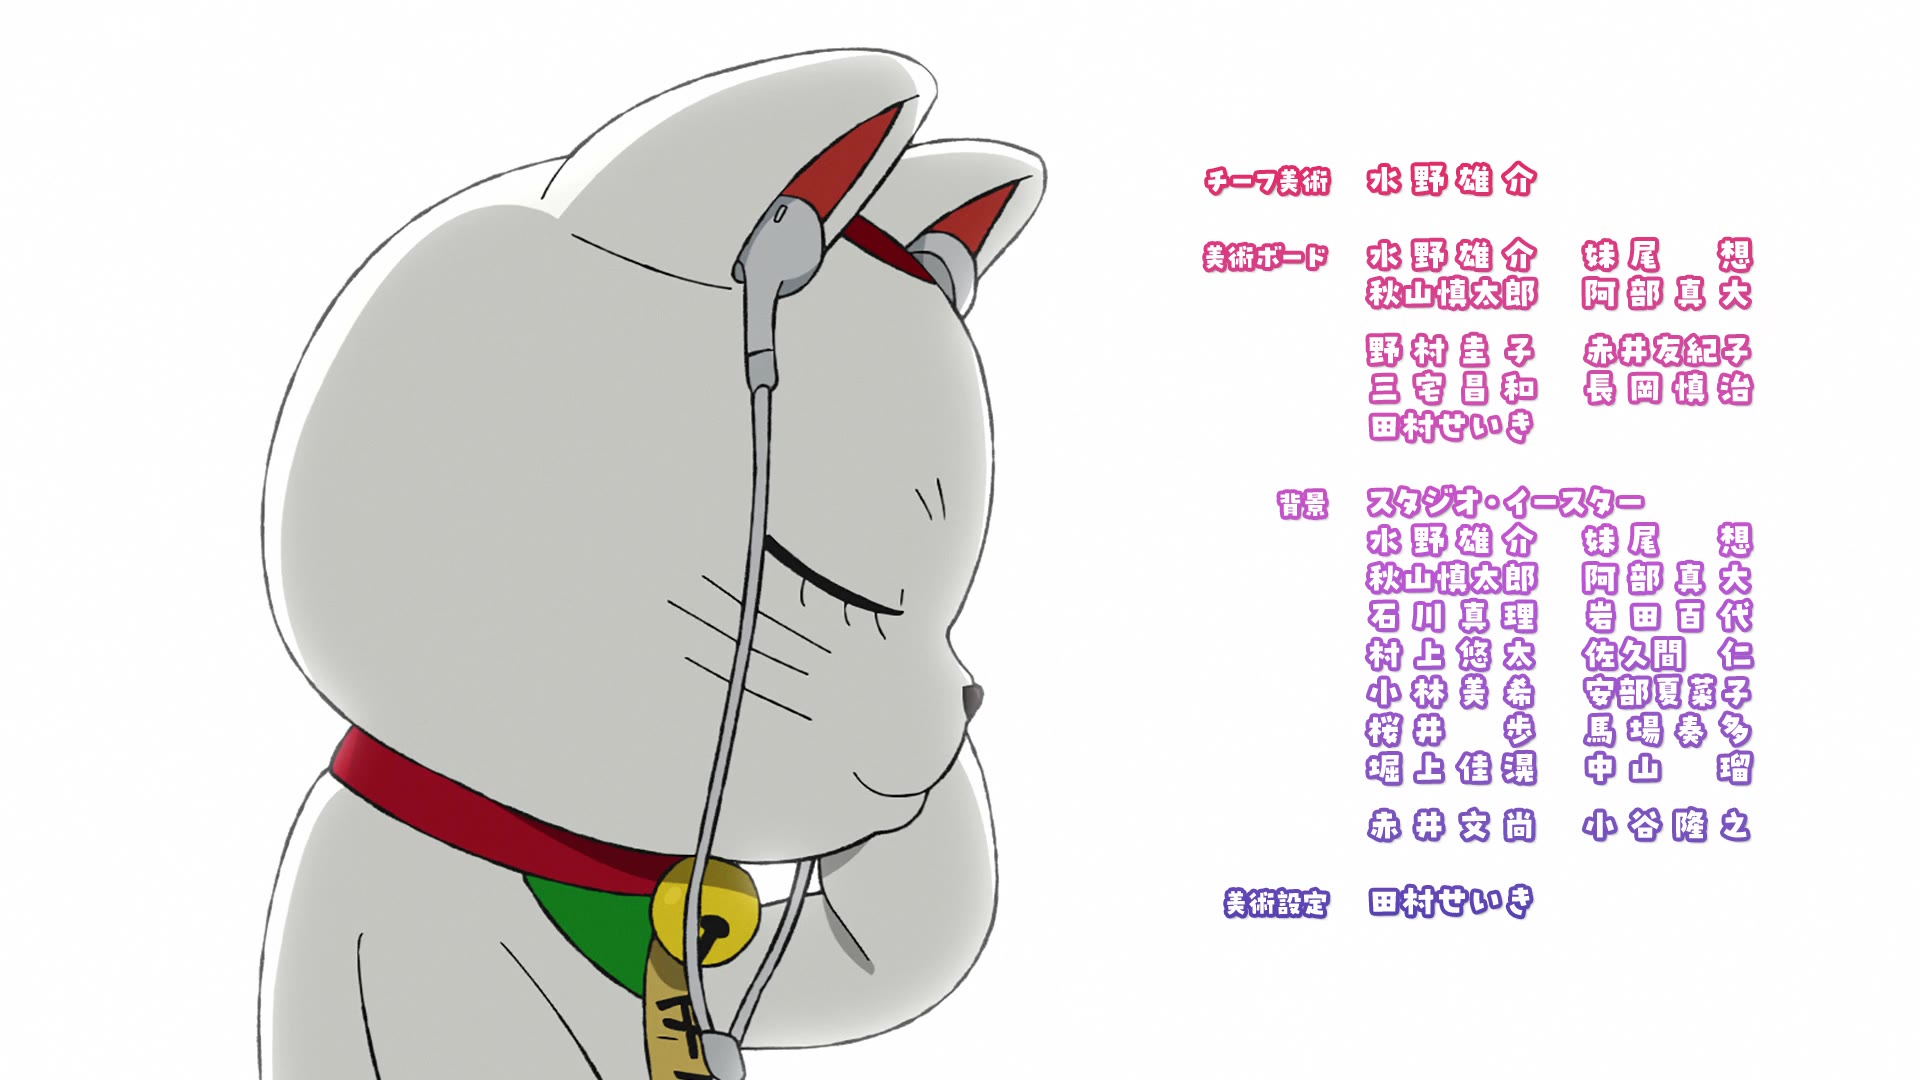 チーフ美術 水野雄介
美術ボード 水野雄介 妹尾 想
秋山慎太郎 阿部真大
野村圭子 赤井友紀子
三宅昌和 長岡慎治
田村せいき
背景 スタジオ・イースター
水野雄介 妹尾 想
秋山慎太郎 阿部真大
石川真理 岩田百代
村上悠太 佐久間 仁
小林美希 安部夏菜子
桜井 歩 馬場奏多
堀上佳滉 中山 瑠
赤井文尚 小谷隆之
美術設定 田村せいき